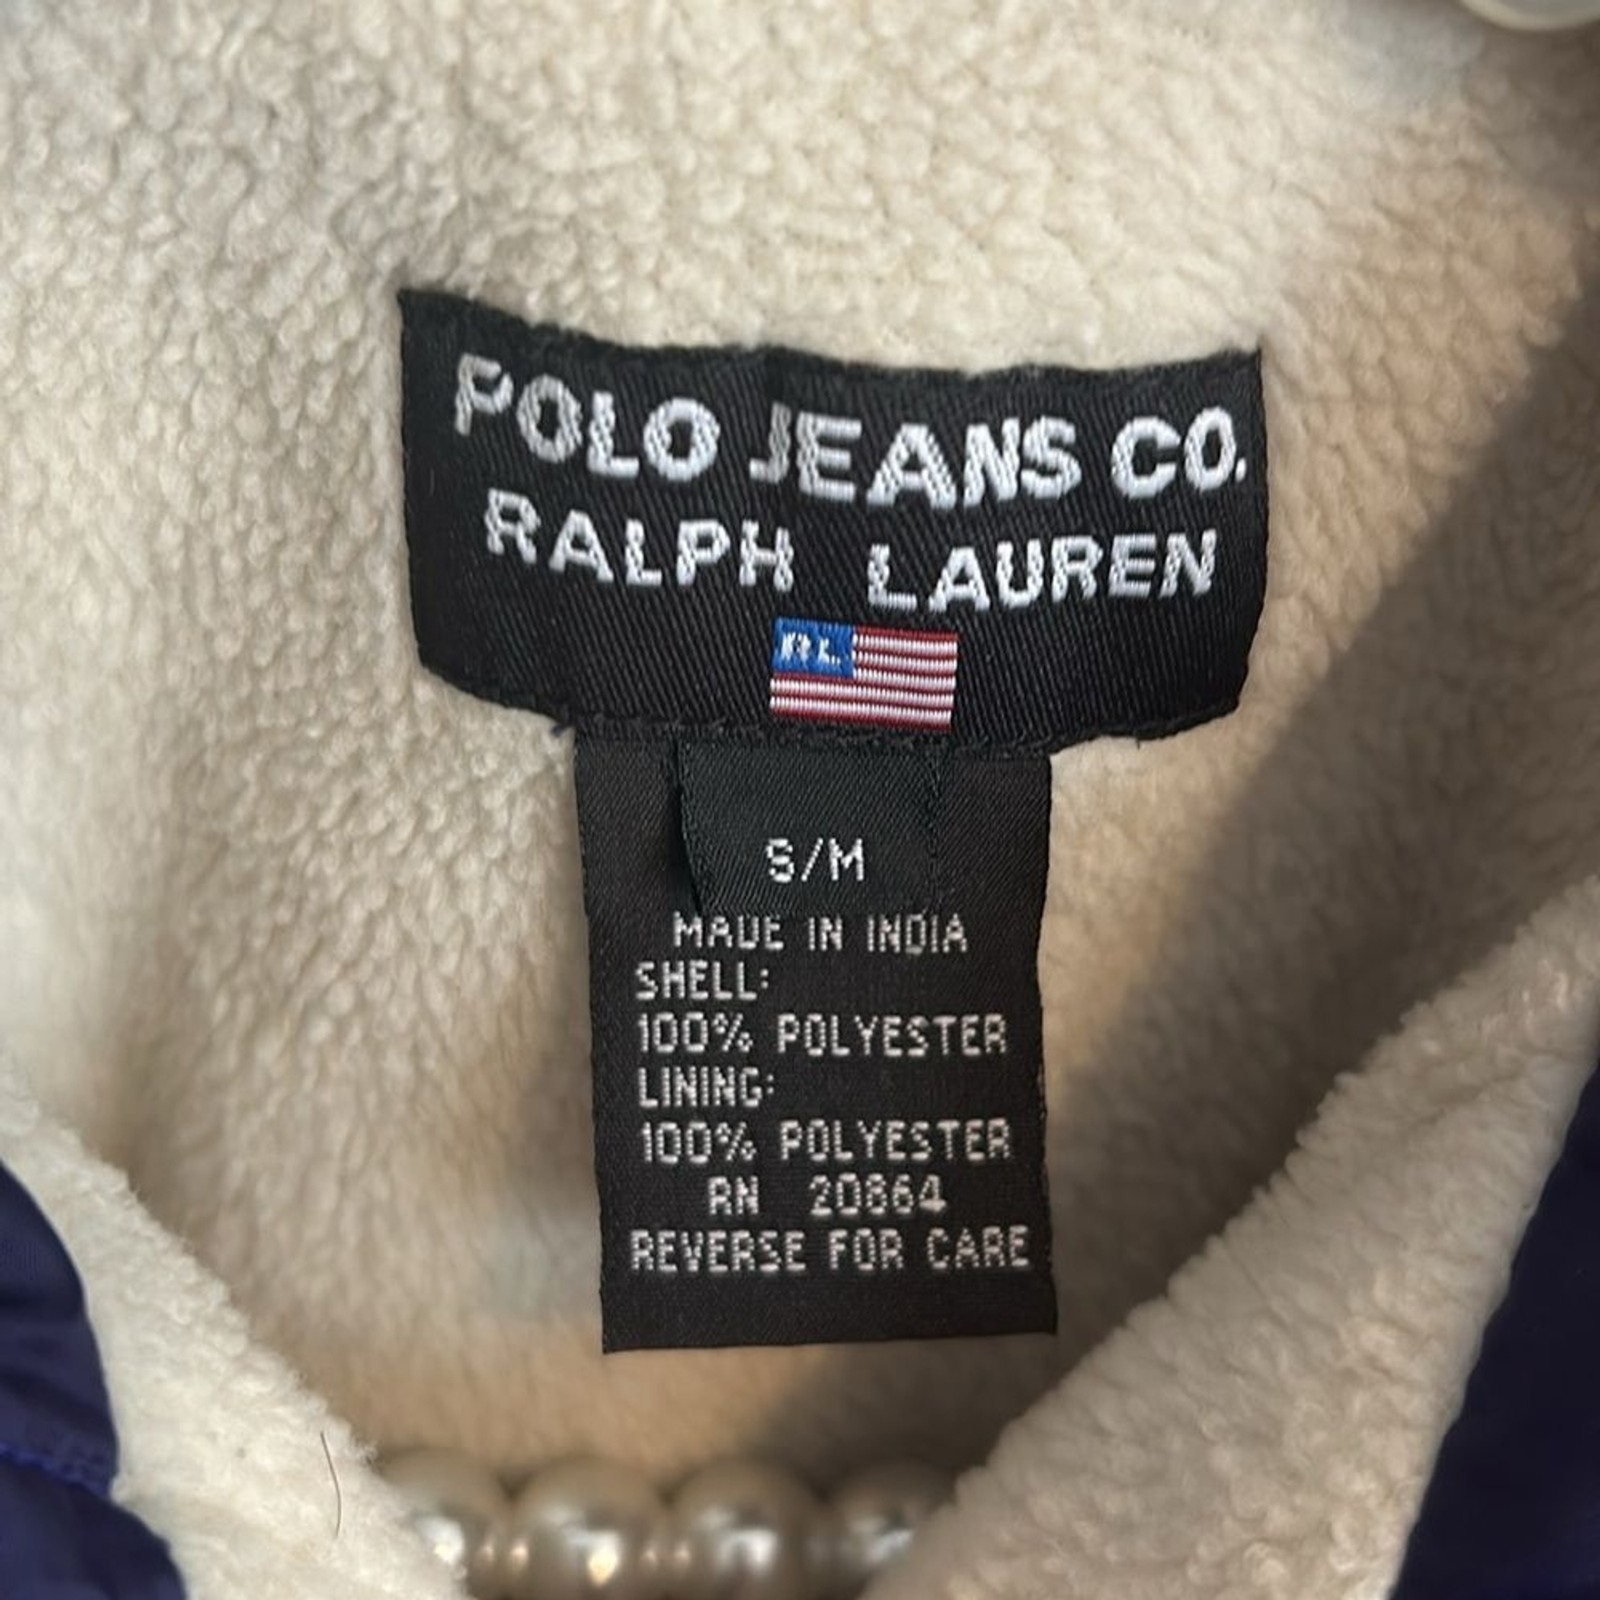 POLO JEANS CO.
RALPH LAUREN
RL
S/M
MADE IN INDIA
SHELL:
100% POLYESTER
LINING:
100% POLYESTER
RN 20864
REVERSE FOR CARE